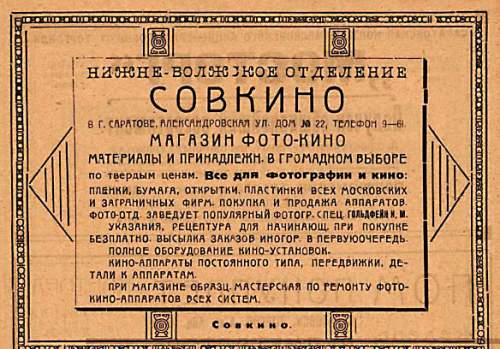 НИЖНЕ-ВОЛЖСКОЕ ОТДЕЛЕНИЕ
СОВКИНО
В Г. САРАТОВЕ, АЛЕКСАНДРОВСКАЯ УЛ. ДОМ № 22, ТЕЛЕФОН 9—61.
МАГАЗИН ФОТО-КИНО
МАТЕРИАЛЫ И ПРИНАДЛЕЖН. В ГРОМАДНОМ ВЫБОРЕ
по твердым ценам. Все для фотографии и кино:
ПЛЕНКИ, БУМАГА, ОТКРЫТКИ, ПЛАСТИНКИ ВСЕХ МОСКОВСКИХ
И ЗАГРАНИЧНЫХ ФИРМ. ПОКУПКА И ПРОДАЖА АППАРАТОВ.
ФОТО-ОТД. ЗАВЕДУЕТ ПОПУЛЯРНЫЙ ФОТОГР. СПЕЦ. ГОЛЬДФЕЙН И. М.
УКАЗАНИЯ, РЕЦЕПТУРА ДЛЯ НАЧИНАЮЩ. ПРИ ПОКУПКЕ
БЕСПЛАТНО. ВЫСЫЛКА ЗАКАЗОВ ИНОГОР. В ПЕРВУЮОЧЕРЕДЬ.
ПОЛНОЕ ОБОРУДОВАНИЕ КИНО-УСТАНОВОК.
КИНО-АППАРАТЫ ПОСТОЯННОГО ТИПА, ПЕРЕДВИЖКИ, ДЕ-
ТАЛИ К АППАРАТАМ.
ПРИ МАГАЗИНЕ ОБРАЗЦ. МАСТЕРСКАЯ ПО РЕМОНТУ ФОТО-
КИНО-АППАРАТОВ ВСЕХ СИСТЕМ.
Совкино.